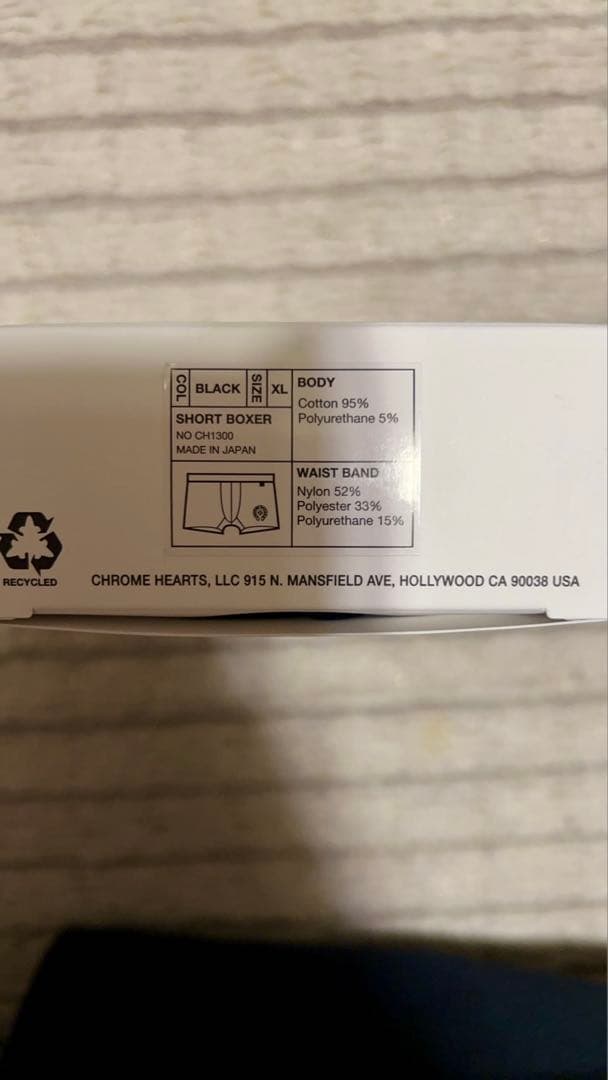 COL BLACK SIZE XL
SHORT BOXER
NO CH1300
MADE IN JAPAN
BODY
Cotton 95%
Polyurethane 5%
WAIST BAND
Nylon 52%
Polyester 33%
Polyurethane 15%
RECYCLED
CHROME HEARTS, LLC 915 N. MANSFIELD AVE, HOLLYWOOD CA 90038 USA